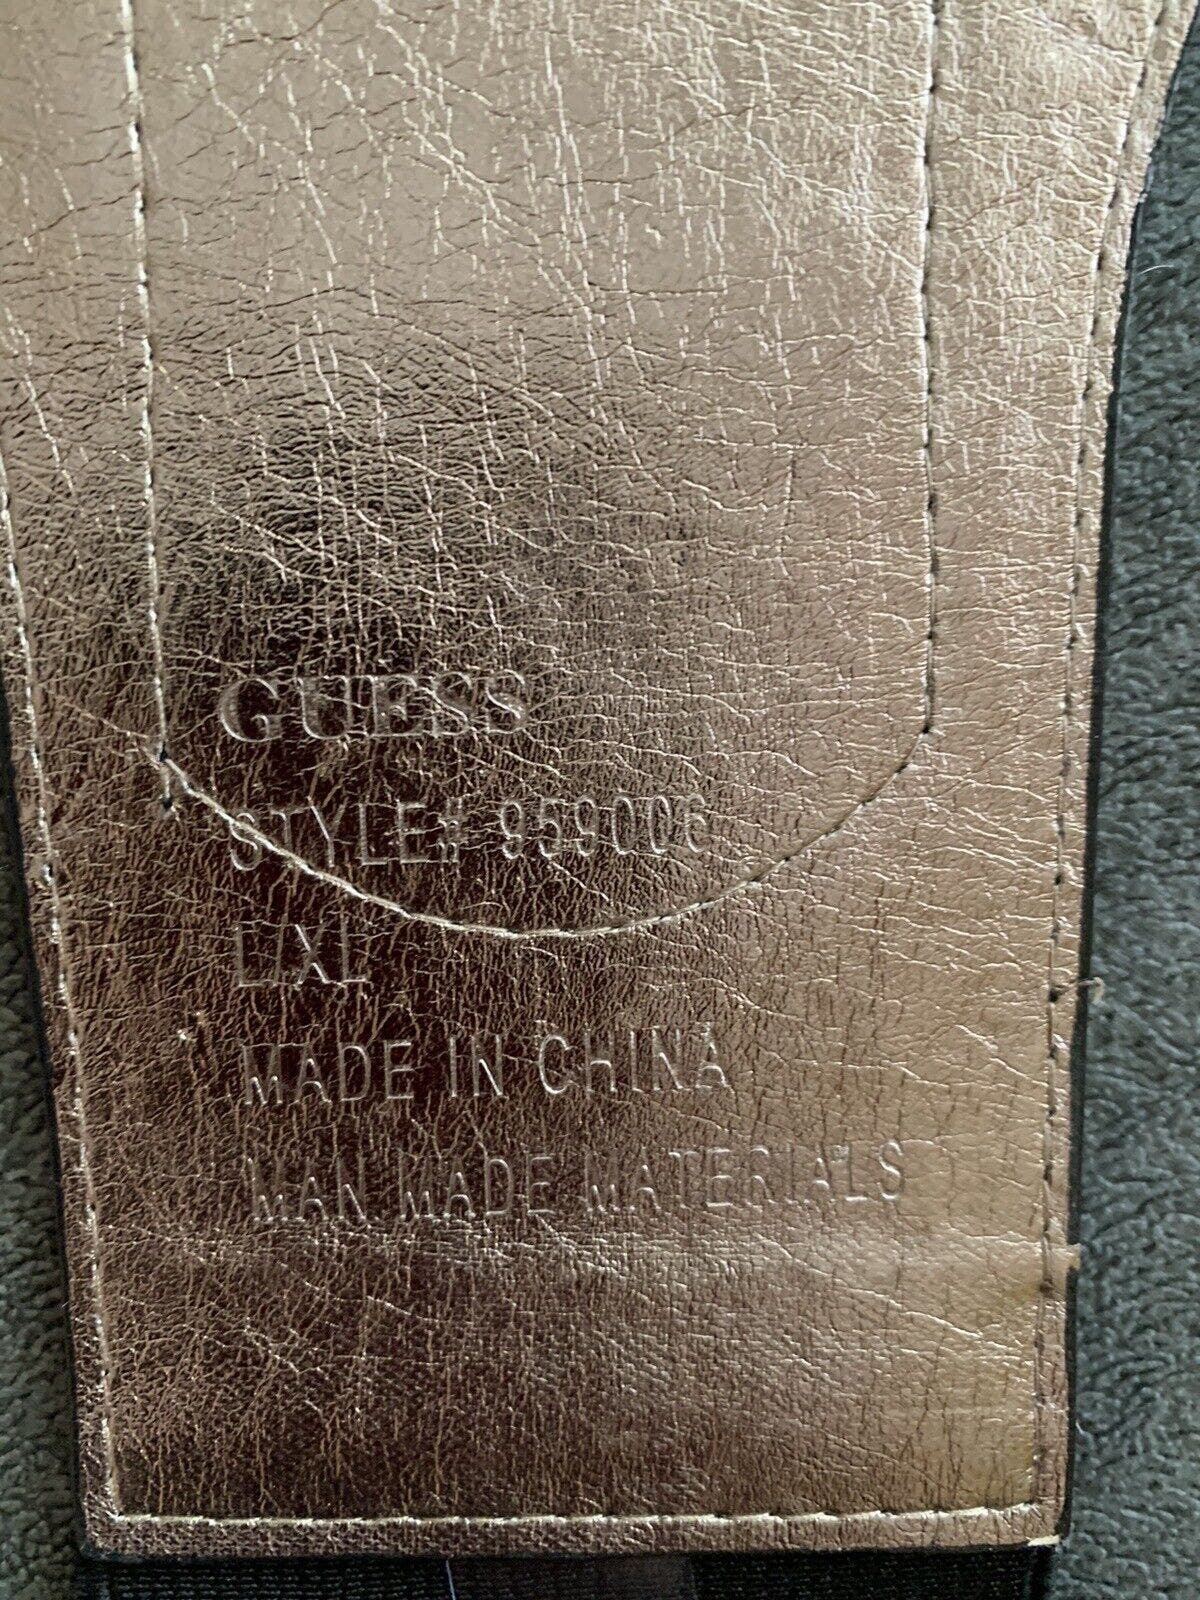 GUESS
STYLE# 959006
L/XL
MADE IN CHINA
MAN MADE MATERIALS